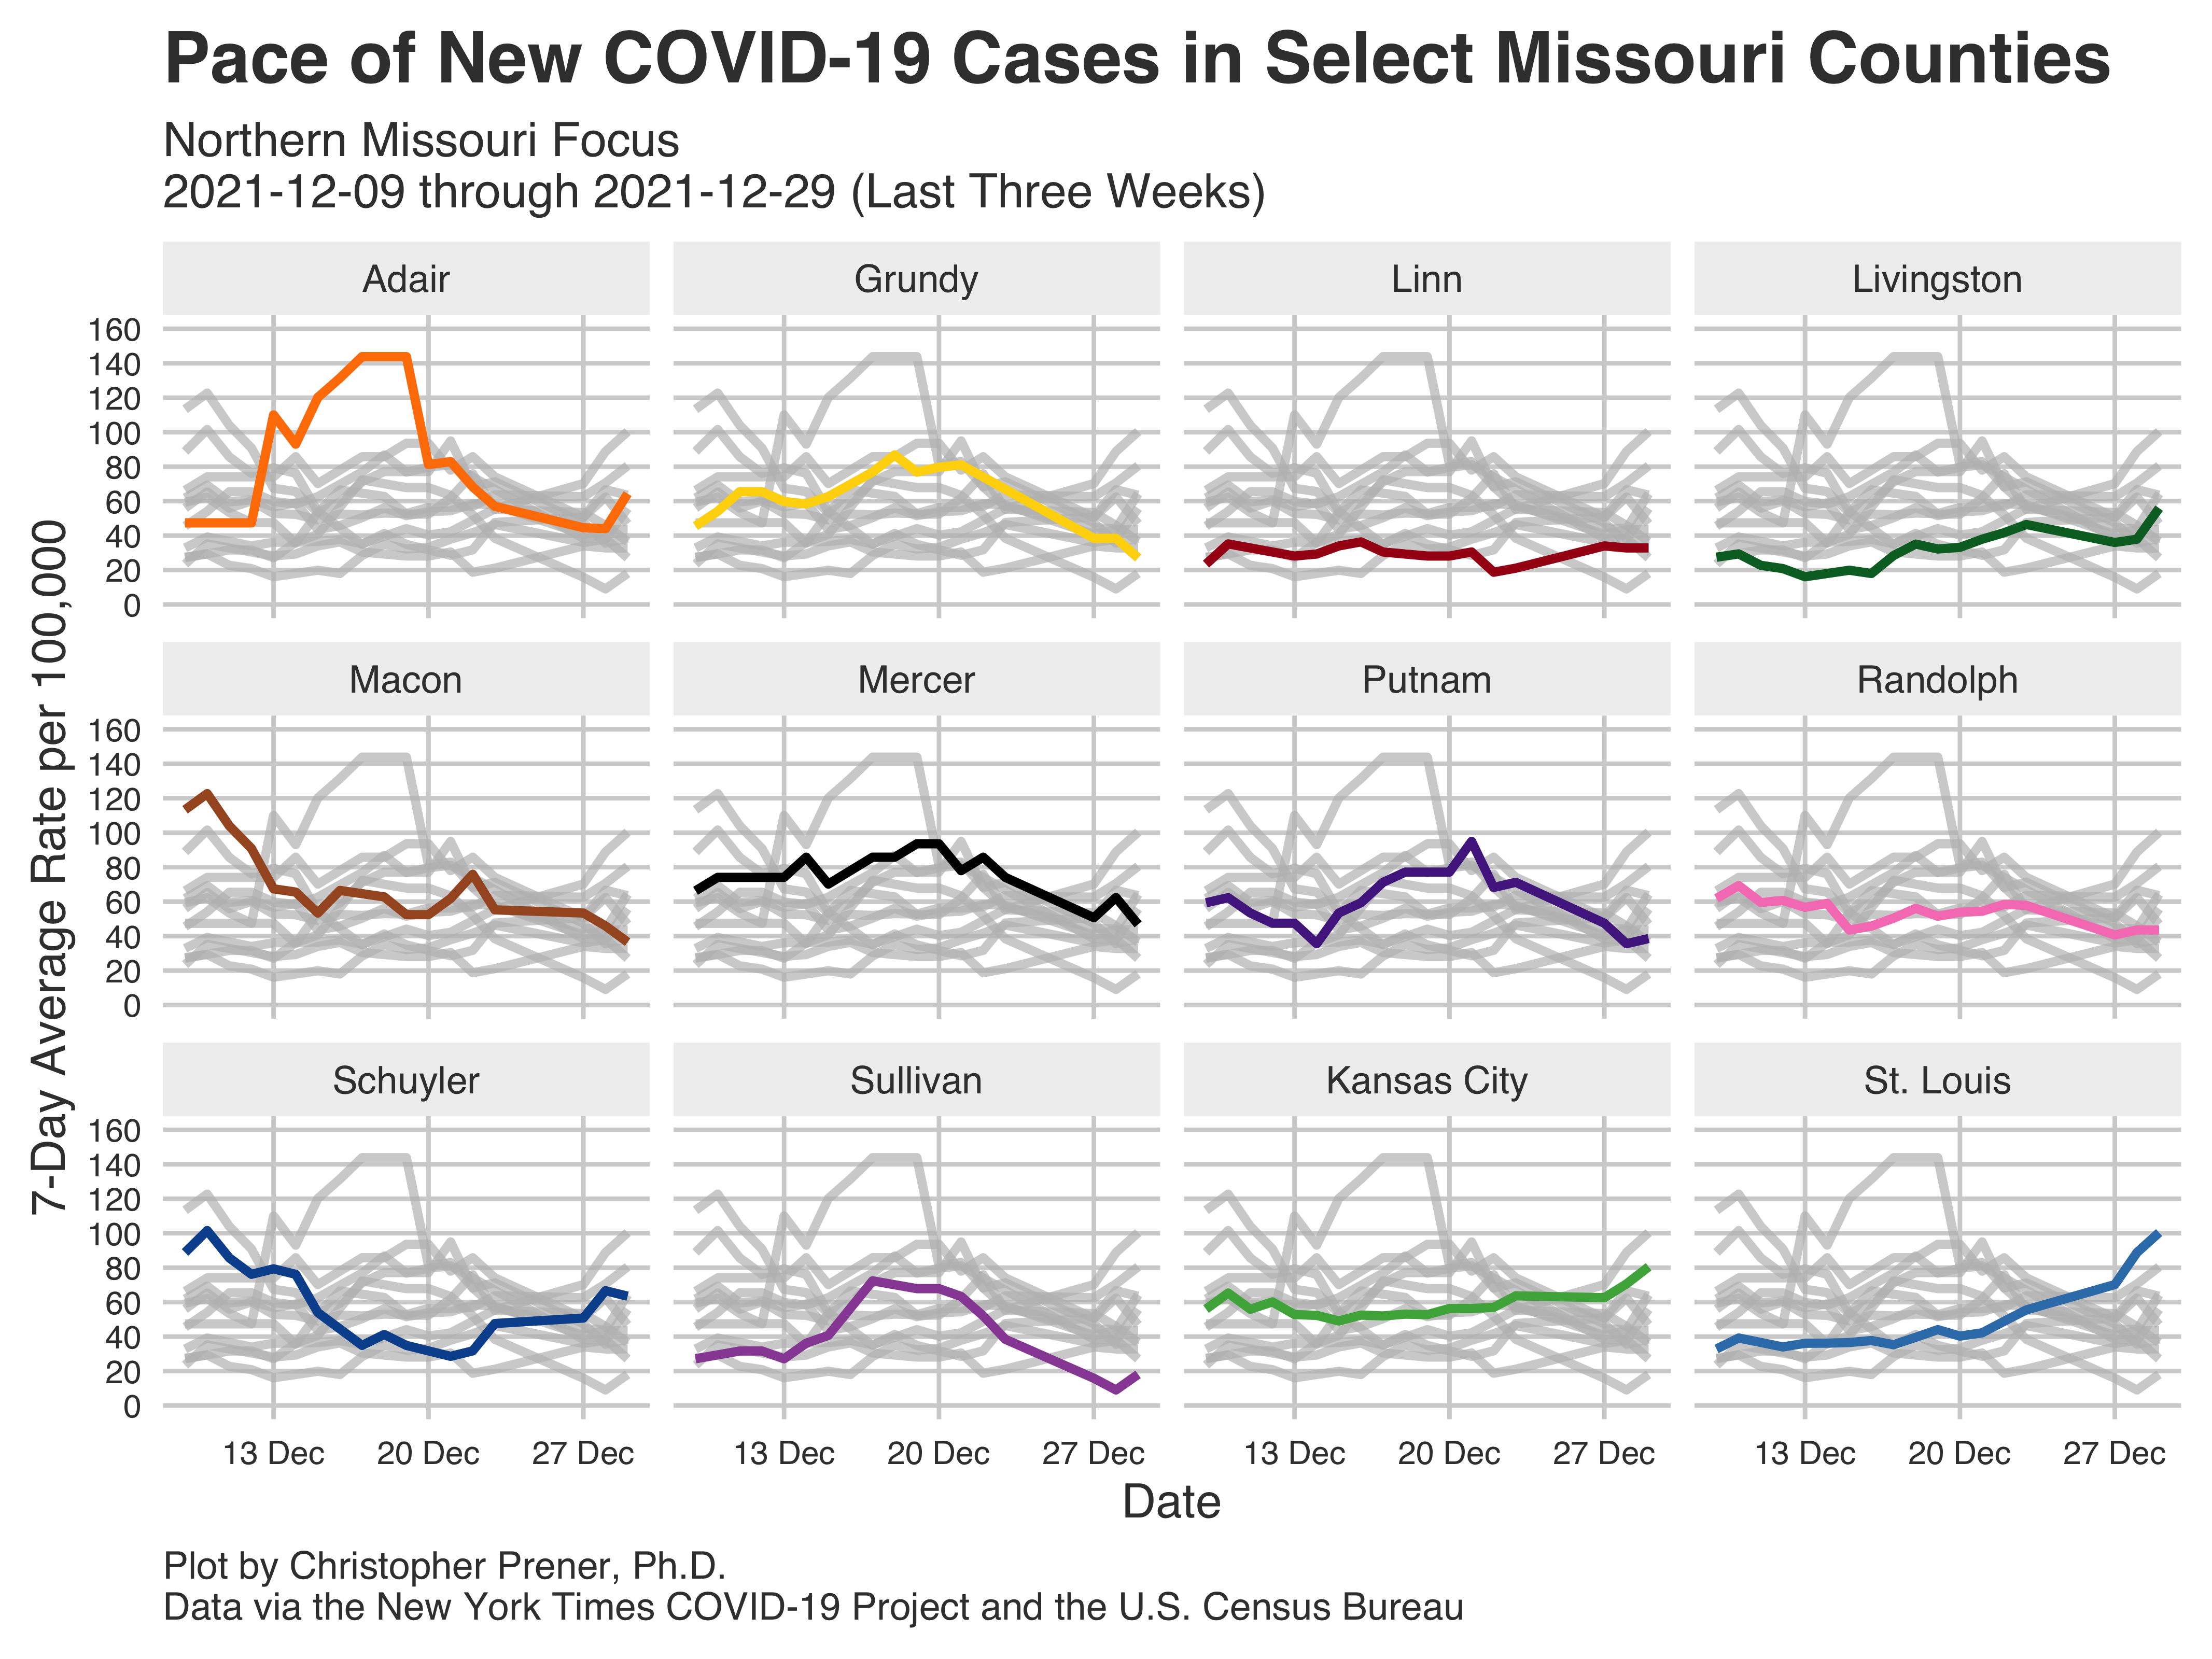 Pace of New COVID-19 Cases in Select Missouri Counties
Northern Missouri Focus
2021-12-09 through 2021-12-29 (Last Three Weeks)
7-Day Average Rate per 100,000
Adair
Grundy
Linn
Livingston
160
140
120
100
80
60
40
20
0
Macon
Mercer
Putnam
Randolph
160
140
120
100
80
60
40
20
0
Schuyler
Sullivan
Kansas City
St. Louis
160
140
120
100
80
60
40
20
0
13 Dec 20 Dec 27 Dec
13 Dec 20 Dec 27 Dec
13 Dec 20 Dec 27 Dec
13 Dec 20 Dec 27 Dec
Date
Plot by Christopher Prener, Ph.D.
Data via the New York Times COVID-19 Project and the U.S. Census Bureau